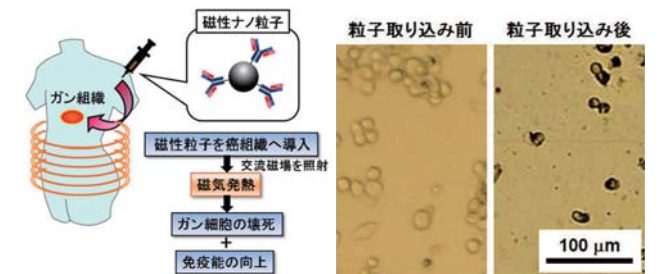 磁性ナノ粒子
ガン組織
磁性粒子を癌組織へ導入
交流磁場を照射
磁気発熱
ガン細胞の壊死
+
免疫能の向上
粒子取り込み前
粒子取り込み後
100 μm